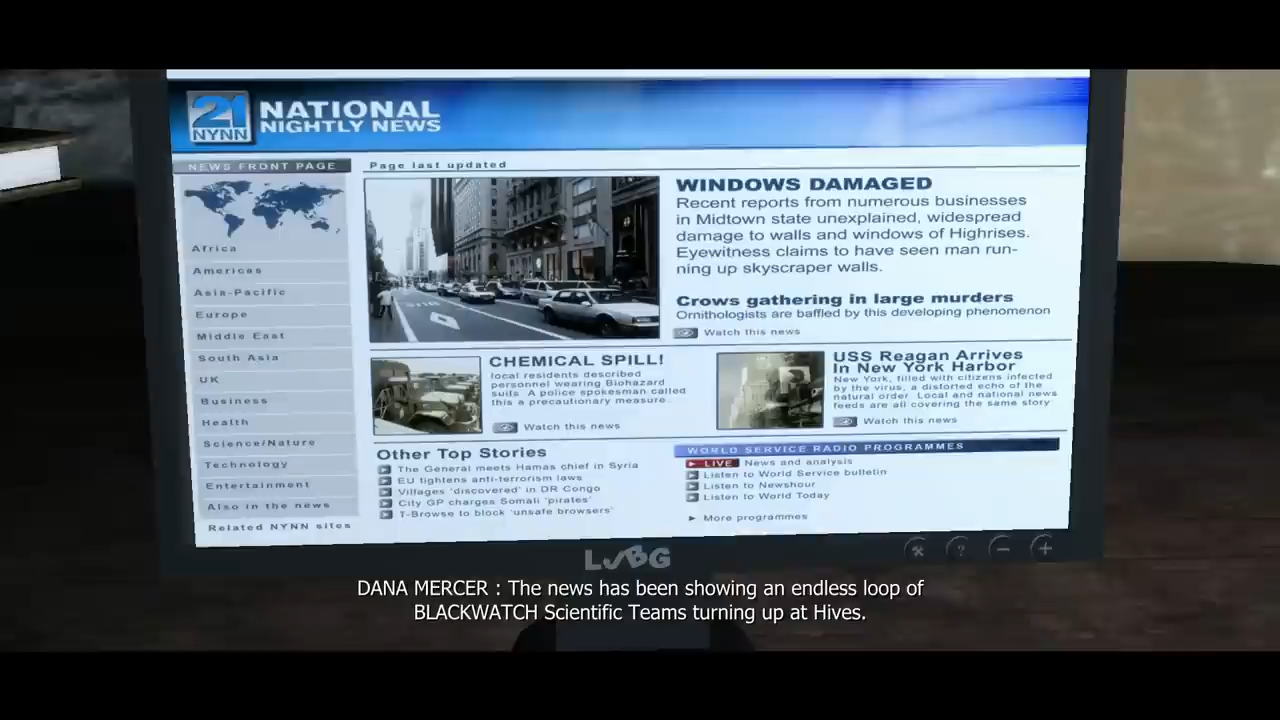 21
NYNN
NATIONAL
NIGHTLY NEWS
NEWS FRONT PAGE
Africa
Americas
Asia-Pacific
Europe
Middle East
South Asia
UK
Business
Health
Science/Nature
Technology
Entertainment
Also in the news
Related NYNN sites
Page last updated
WINDOWS DAMAGED
Recent reports from numerous businesses
in Midtown state unexplained, widespread
damage to walls and windows of Highrises.
Eyewitness claims to have seen man run-
ning up skyscraper walls.
Crows gathering in large murders
Ornithologists are baffled by this developing phenomenon
Watch this news
CHEMICAL SPILL!
local residents described
personnel wearing Biohazard
suits. A police spokesman called
this a precautionary measure.
Watch this news
USS Reagan Arrives
In New York Harbor
New York, filled with citizens infected
by the virus, a distorted echo of the
natural order. Local and national news
feeds are all covering the same story
Watch this news
Other Top Stories
The General meets Hamas chief in Syria
EU tightens anti-terrorism laws
Villages 'discovered' in DR Congo
City GP charges Somali 'pirates'
T-Browse to block 'unsafe browsers'
WORLD SERVICE RADIO PROGRAMMES
LIVE News and analysis
Listen to World Service bulletin
Listen to Newshour
Listen to World Today
More programmes
? − +
DANA MERCER : The news has been showing an endless loop of
BLACKWATCH Scientific Teams turning up at Hives.